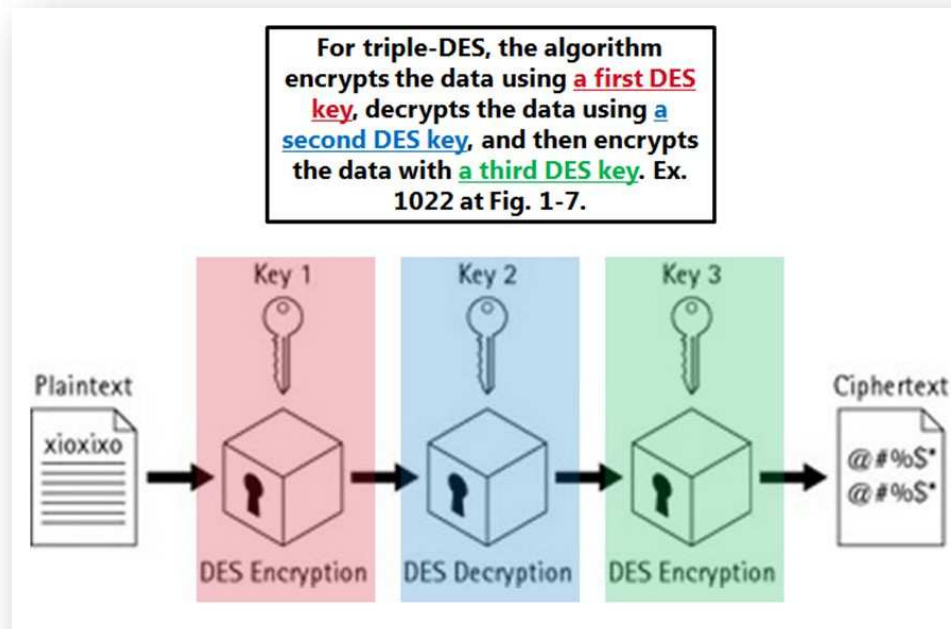 For triple-DES, the algorithm
encrypts the data using a first DES
key, decrypts the data using a
second DES key, and then encrypts
the data with a third DES key. Ex.
1022 at Fig. 1-7.
Key 1
Key 2
Key 3
Plaintext
Ciphertext
xioxixo
@#%$*
@#%$*
DES Encryption
DES Decryption
DES Encryption